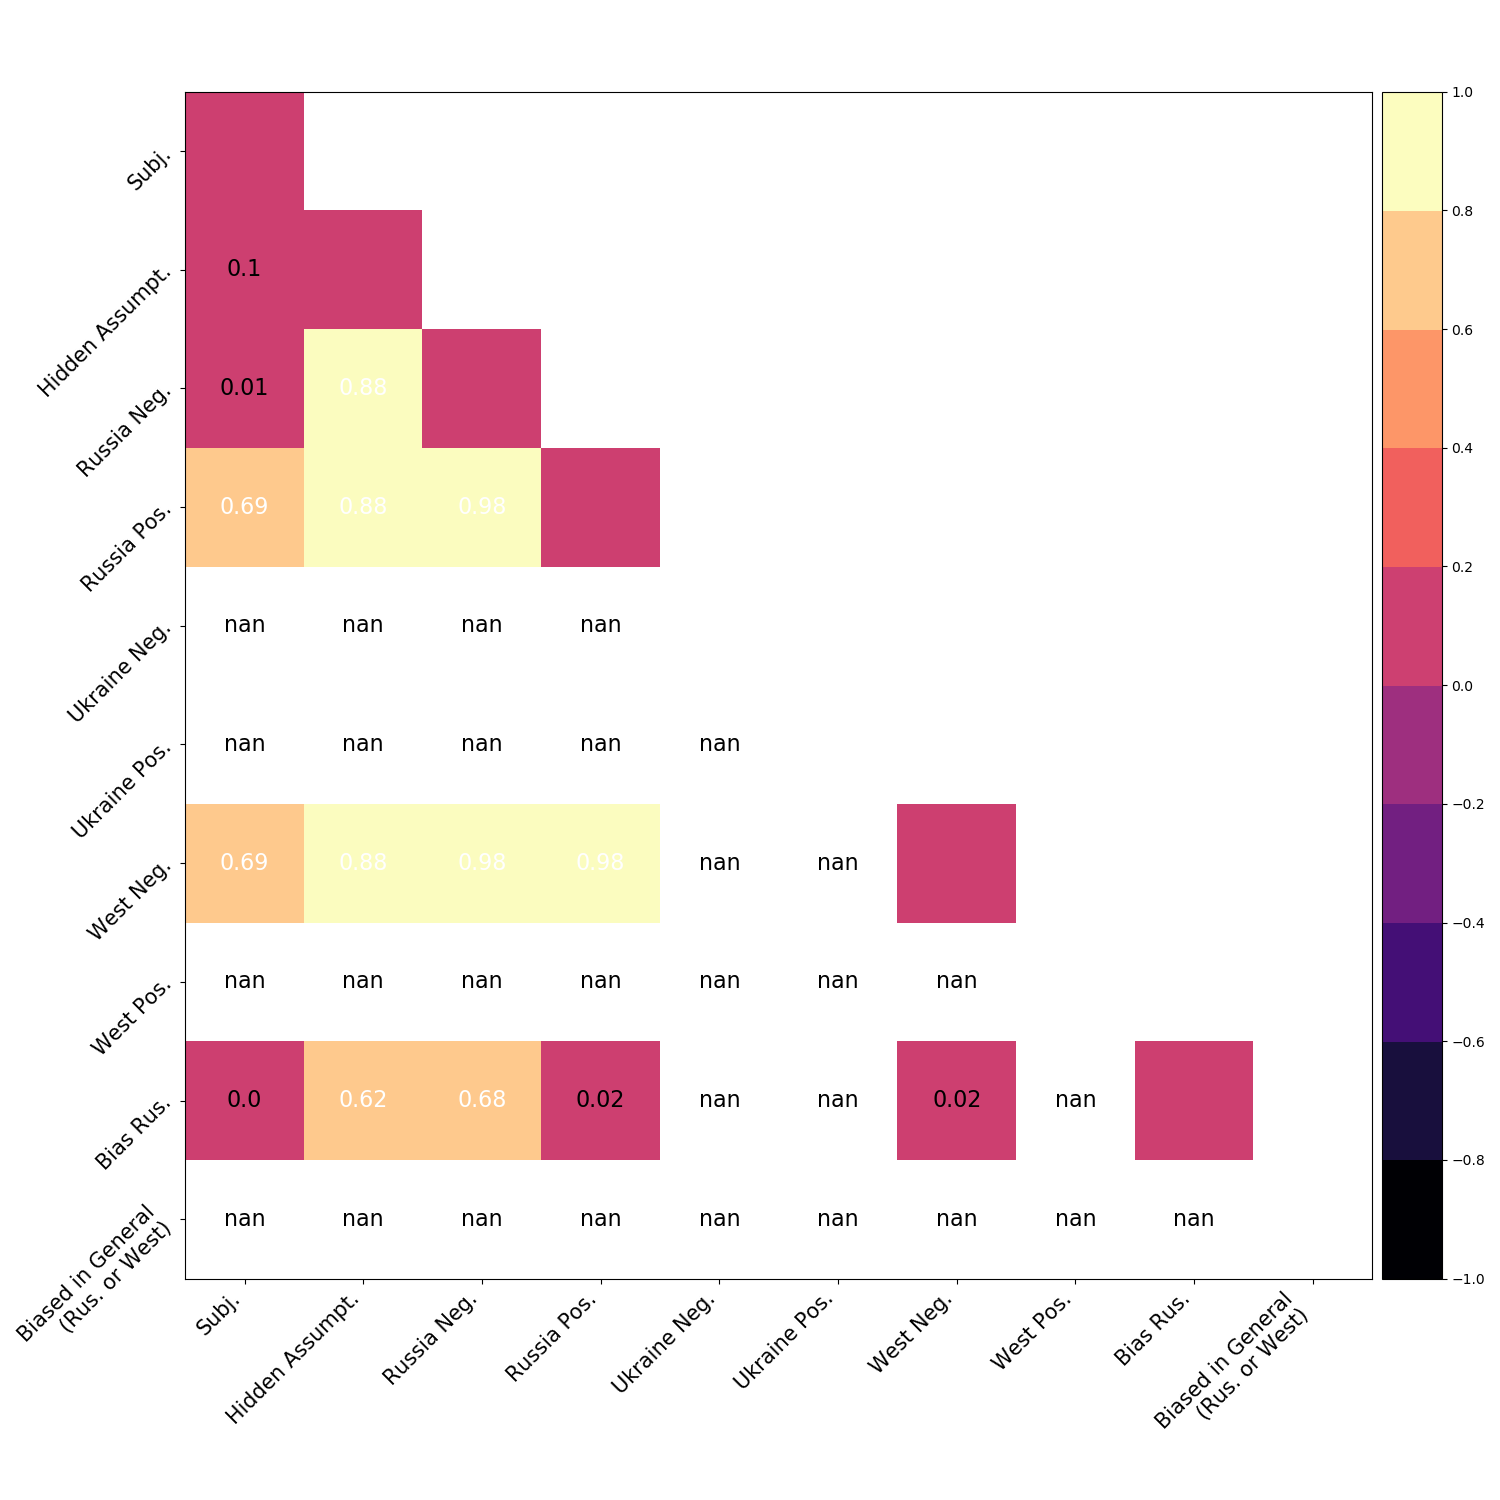 1.0
Subj.
0.8
Hidden Assumpt.
0.1
0.6
Russia Neg.
0.01 0.88
0.4
Russia Pos.
0.69 0.88 0.98
0.2
Ukraine Neg.
nan nan nan nan
0.0
Ukraine Pos.
nan nan nan nan nan
−0.2
West Neg.
0.69 0.88 0.98 0.98 nan nan
−0.4
West Pos.
nan nan nan nan nan nan nan
−0.6
Bias Rus.
0.0 0.62 0.68 0.02 nan nan 0.02 nan
−0.8
Biased in General
(Rus. or West)
nan nan nan nan nan nan nan nan nan
−1.0
Subj.
Hidden Assumpt.
Russia Neg.
Russia Pos.
Ukraine Neg.
Ukraine Pos.
West Neg.
West Pos.
Bias Rus.
Biased in General
(Rus. or West)